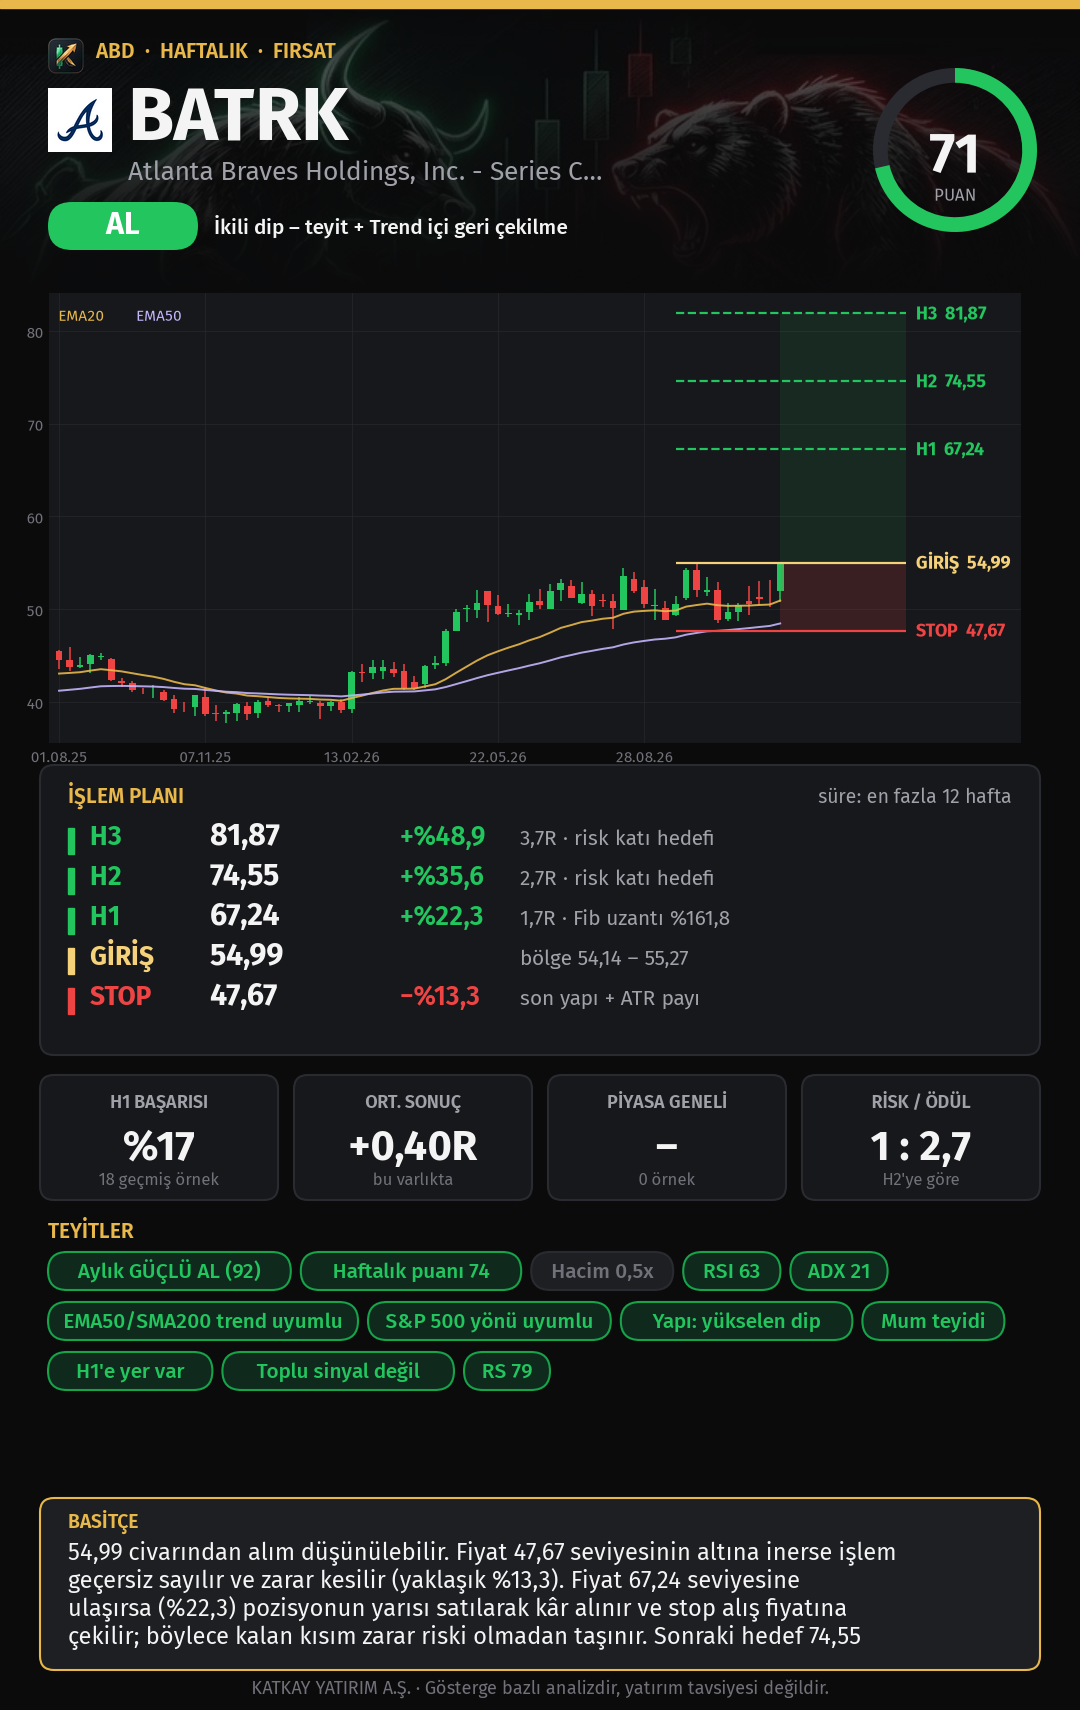 ABD · HAFTALIK · FIRSAT
BATRK
Atlanta Braves Holdings, Inc. - Series C...
71
PUAN
AL
İkili dip – teyit + Trend içi geri çekilme
EMA20 EMA50
80
70
60
50
40
H3 81,87
H2 74,55
H1 67,24
GİRİŞ 54,99
STOP 47,67
01.08.25 07.11.25 13.02.26 22.05.26 28.08.26
İŞLEM PLANI
süre: en fazla 12 hafta
H3 81,87 +%48,9 3,7R · risk katı hedefi
H2 74,55 +%35,6 2,7R · risk katı hedefi
H1 67,24 +%22,3 1,7R · Fib uzantı %161,8
GİRİŞ 54,99 bölge 54,14 – 55,27
STOP 47,67 −%13,3 son yapı + ATR payı
H1 BAŞARISI
%17
18 geçmiş örnek
ORT. SONUÇ
+0,40R
bu varlıkta
PİYASA GENELİ
–
0 örnek
RİSK / ÖDÜL
1 : 2,7
H2'ye göre
TEYİTLER
Aylık GÜÇLÜ AL (92) Haftalık puanı 74 Hacim 0,5x RSI 63 ADX 21
EMA50/SMA200 trend uyumlu S&P 500 yönü uyumlu Yapı: yükselen dip Mum teyidi
H1'e yer var Toplu sinyal değil RS 79
BASİTÇE
54,99 civarından alım düşünülebilir. Fiyat 47,67 seviyesinin altına inerse işlem
geçersiz sayılır ve zarar kesilir (yaklaşık %13,3). Fiyat 67,24 seviyesine
ulaşırsa (%22,3) pozisyonun yarısı satılarak kâr alınır ve stop alış fiyatına
çekilir; böylece kalan kısım zarar riski olmadan taşınır. Sonraki hedef 74,55
KATKAY YATIRIM A.Ş. · Gösterge bazlı analizdir, yatırım tavsiyesi değildir.